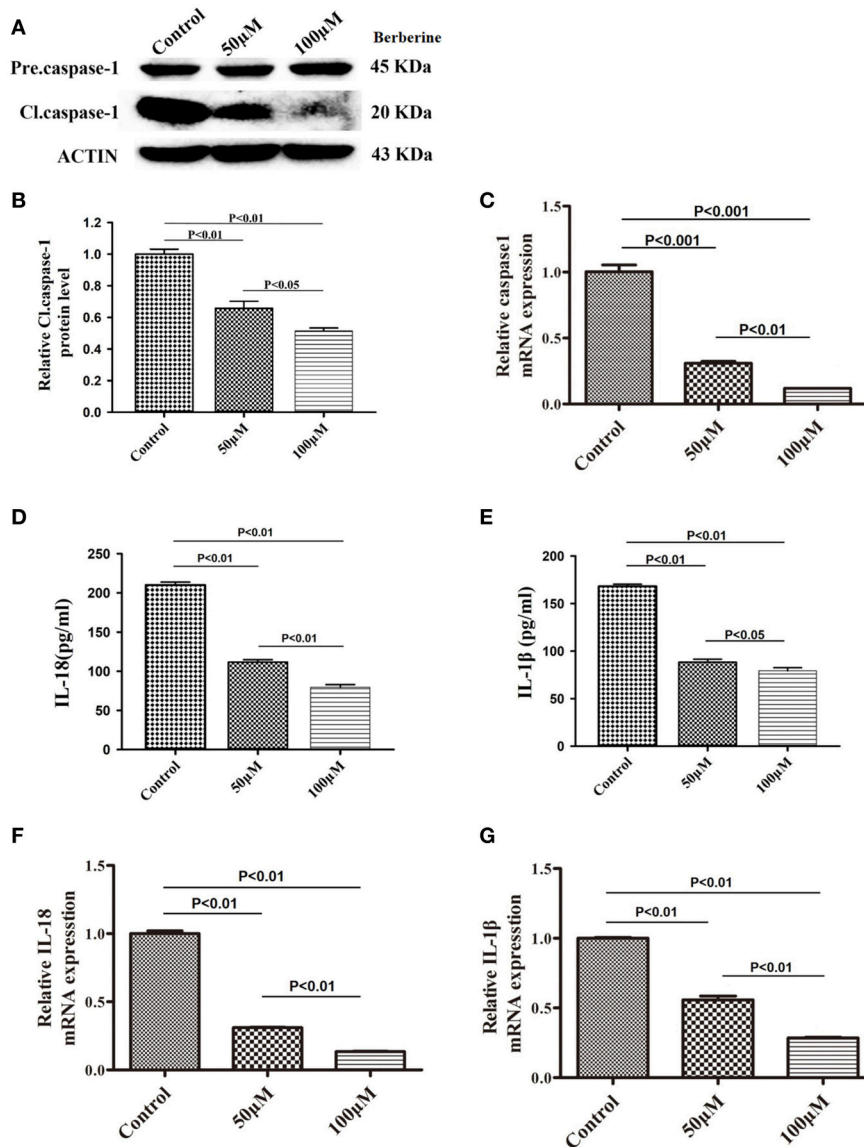 A
Control 50μM 100μM Berberine
Pre.caspase-1 45 KDa
Cl.caspase-1 20 KDa
ACTIN 43 KDa
B
Relative Cl.caspase-1
protein level
1.2
1.0
0.8
0.6
0.4
0.2
0.0
P<0.01
P<0.01
P<0.05
Control 50μM 100μM
C
Relative caspase1
mRNA expression
1.5
1.0
0.5
0.0
P<0.001
P<0.001
P<0.01
Control 50μM 100μM
D
IL-18(pg/ml)
250
200
150
100
50
0
P<0.01
P<0.01
P<0.01
Control 50μM 100μM
E
IL-1β (pg/ml)
200
150
100
50
0
P<0.01
P<0.01
P<0.05
Control 50μM 100μM
F
Relative IL-18
mRNA expresstion
1.5
1.0
0.5
0.0
P<0.01
P<0.01
P<0.01
Control 50μM 100μM
G
Relative IL-1β
mRNA expresstion
1.5
1.0
0.5
0.0
P<0.01
P<0.01
P<0.01
Control 50μM 100μM